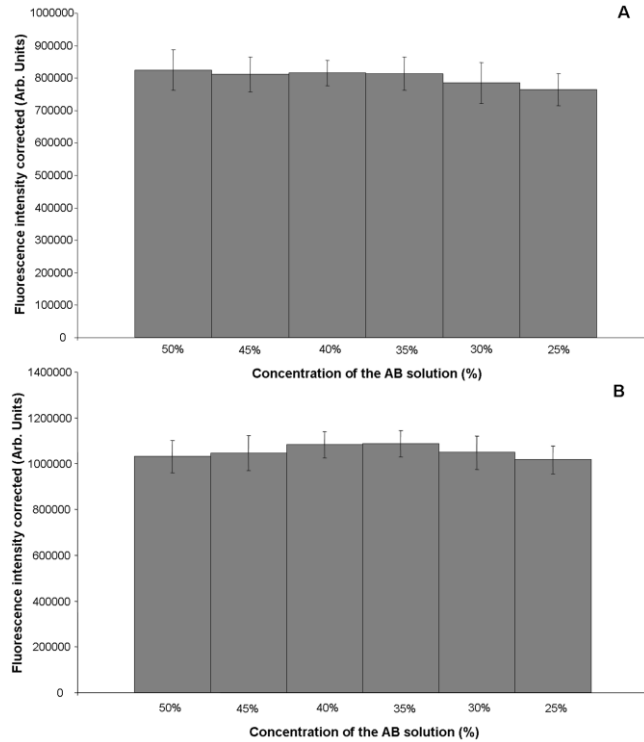 A
Fluorescence intensity corrected (Arb. Units)
1000000
900000
800000
700000
600000
500000
400000
300000
200000
100000
0
50% 45% 40% 35% 30% 25%
Concentration of the AB solution (%)
B
Fluorescence intensity corrected (Arb. Units)
1400000
1200000
1000000
800000
600000
400000
200000
0
50% 45% 40% 35% 30% 25%
Concentration of the AB solution (%)